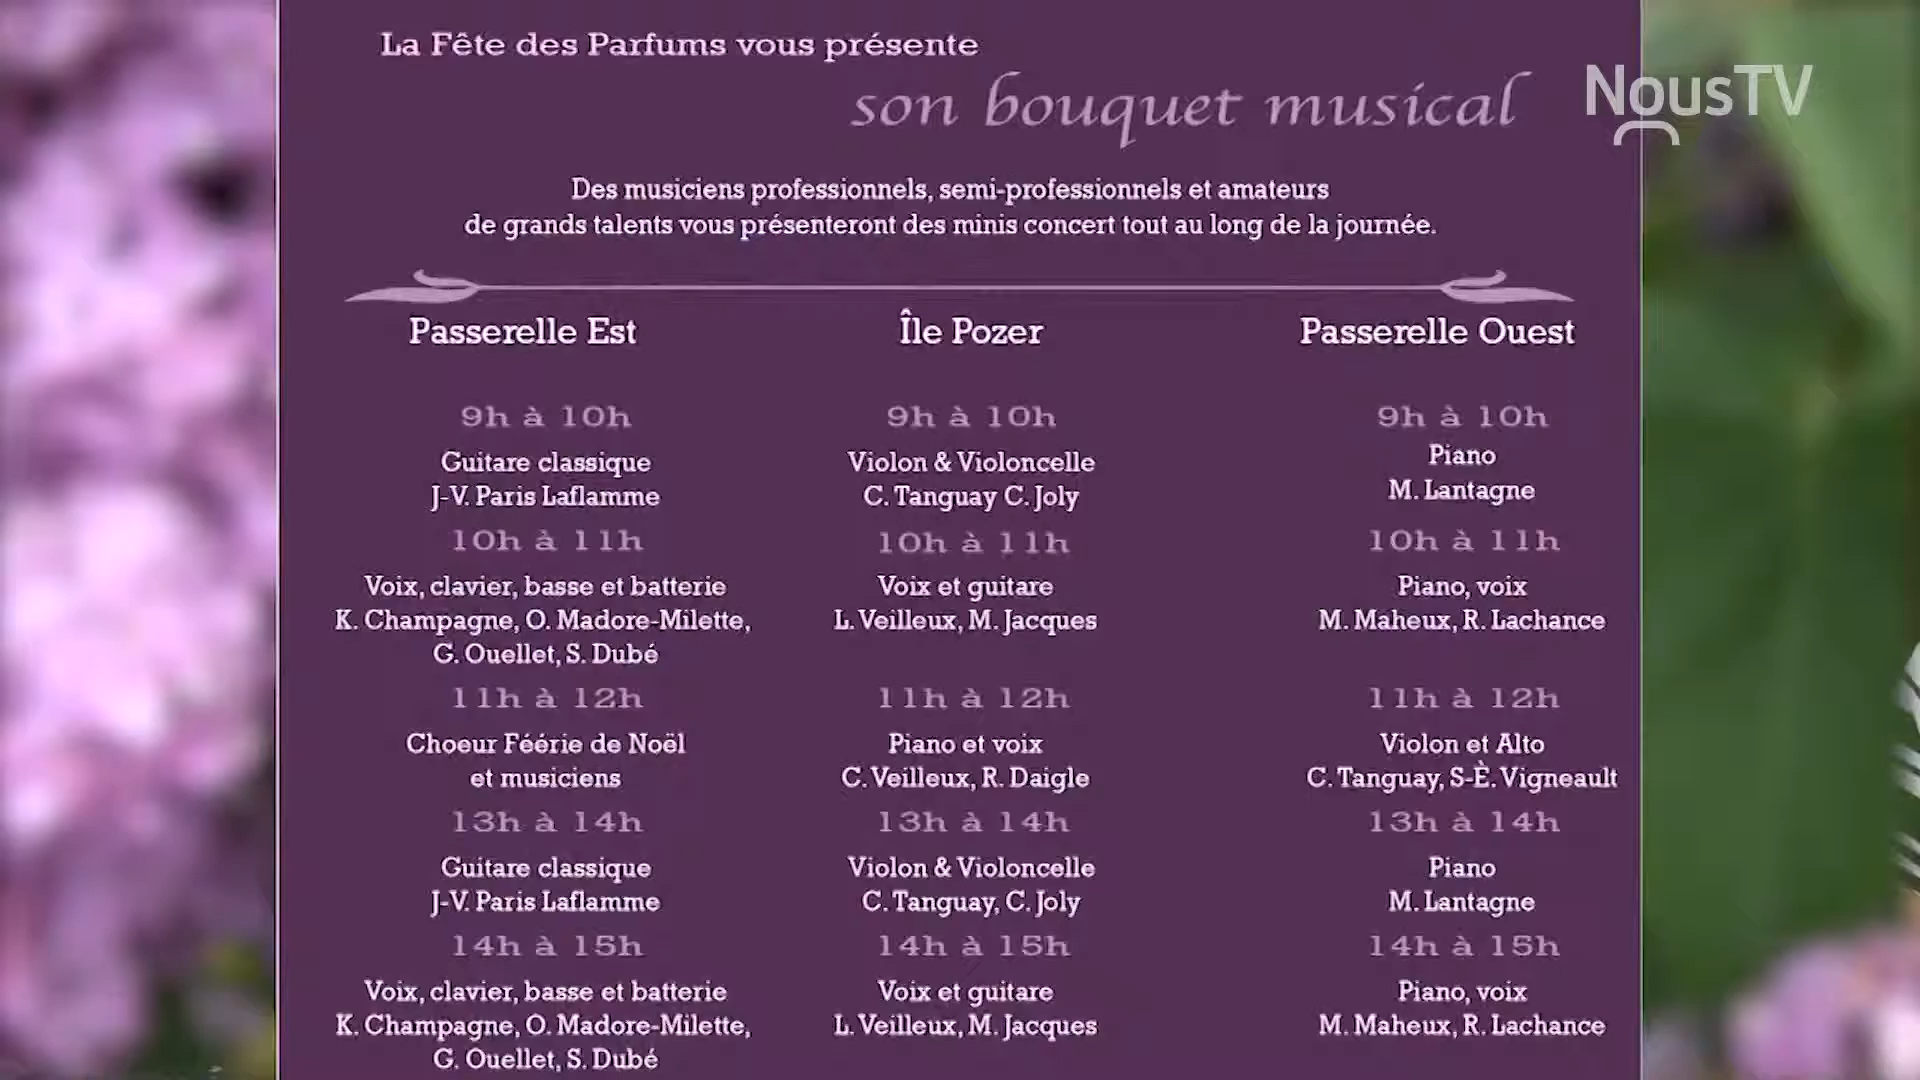 La Fête des Parfums vous présente
son bouquet musical
NousTV
Des musiciens professionnels, semi-professionnels et amateurs
de grands talents vous présenteront des minis concert tout au long de la journée.
Passerelle Est
9h à 10h
Guitare classique
J-V. Paris Laflamme
10h à 11h
Voix, clavier, basse et batterie
K. Champagne, O. Madore-Milette,
G. Ouellet, S. Dubé
11h à 12h
Choeur Féérie de Noël
et musiciens
13h à 14h
Guitare classique
J-V. Paris Laflamme
14h à 15h
Voix, clavier, basse et batterie
K. Champagne, O. Madore-Milette,
G. Ouellet, S. Dubé
Île Pozer
9h à 10h
Violon & Violoncelle
C. Tanguay C. Joly
10h à 11h
Voix et guitare
L. Veilleux, M. Jacques
11h à 12h
Piano et voix
C. Veilleux, R. Daigle
13h à 14h
Violon & Violoncelle
C. Tanguay, C. Joly
14h à 15h
Voix et guitare
L. Veilleux, M. Jacques
Passerelle Ouest
9h à 10h
Piano
M. Lantagne
10h à 11h
Piano, voix
M. Maheux, R. Lachance
11h à 12h
Violon et Alto
C. Tanguay, S-È. Vigneault
13h à 14h
Piano
M. Lantagne
14h à 15h
Piano, voix
M. Maheux, R. Lachance